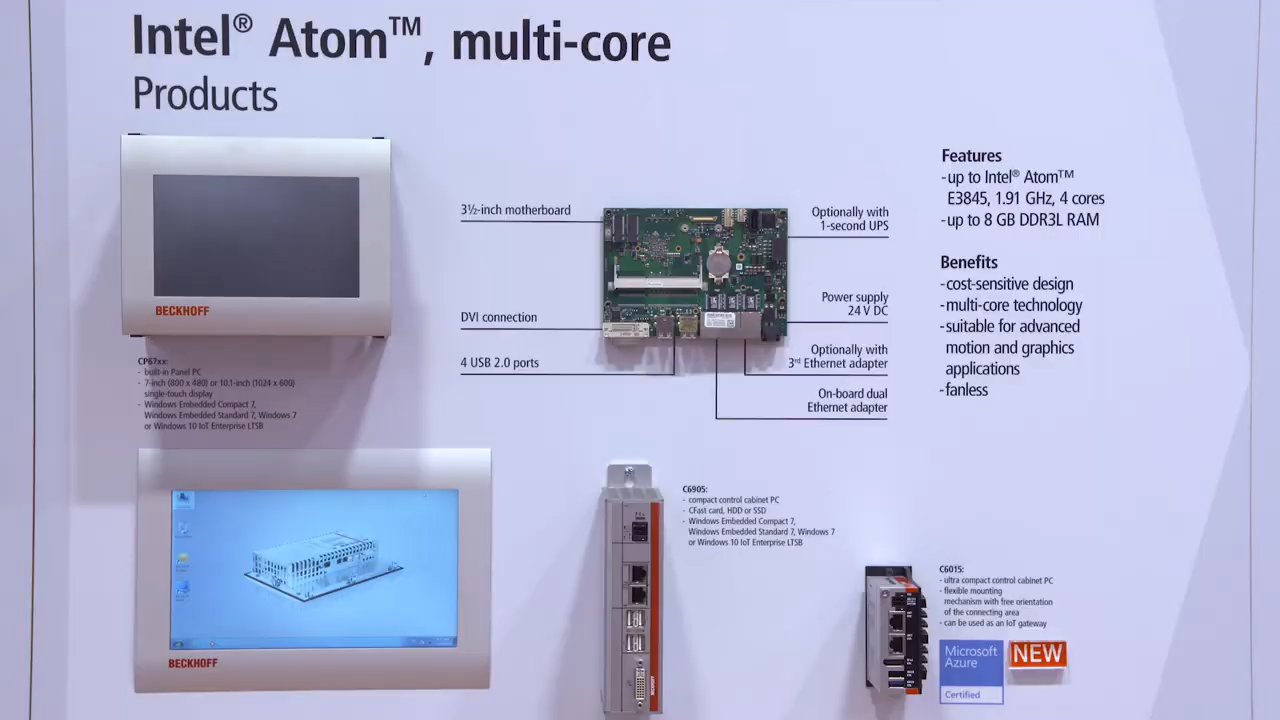 Intel® Atom™, multi-core
Products
BECKHOFF
CP67xx:
- built-in Panel PC
- 7-inch (800 x 480) or 10.1-inch (1024 x 600)
single-touch display
- Windows Embedded Compact 7,
Windows Embedded Standard 7, Windows 7
or Windows 10 IoT Enterprise LTSB
3½-inch motherboard
DVI connection
4 USB 2.0 ports
Optionally with
1-second UPS
Power supply
24 V DC
Optionally with
3rd Ethernet adapter
On-board dual
Ethernet adapter
Features
-up to Intel® Atom™
E3845, 1.91 GHz, 4 cores
-up to 8 GB DDR3L RAM
Benefits
-cost-sensitive design
-multi-core technology
-suitable for advanced
motion and graphics
applications
-fanless
BECKHOFF
C6905:
- compact control cabinet PC
- CFast card, HDD or SSD
- Windows Embedded Compact 7,
Windows Embedded Standard 7, Windows 7
or Windows 10 IoT Enterprise LTSB
BECKHOFF
C6015:
- ultra compact control cabinet PC
- flexible mounting
mechanism with free orientation
of the connecting area
- can be used as an IoT gateway
Microsoft
Azure
Certified
NEW